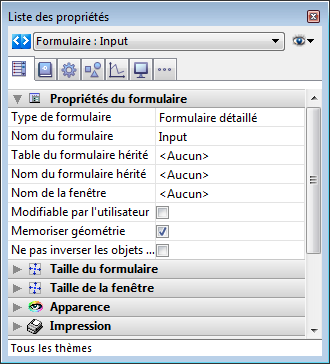 Liste des propriétés
Formulaire : Input
Propriétés du formulaire
Type de formulaire Formulaire détaillé
Nom du formulaire Input
Table du formulaire hérité <Aucun>
Nom du formulaire hérité <Aucun>
Nom de la fenêtre <Aucun>
Modifiable par l'utilisateur
Memoriser géométrie
Ne pas inverser les objets ...
Taille du formulaire
Taille de la fenêtre
Apparence
Impression
Tous les thèmes